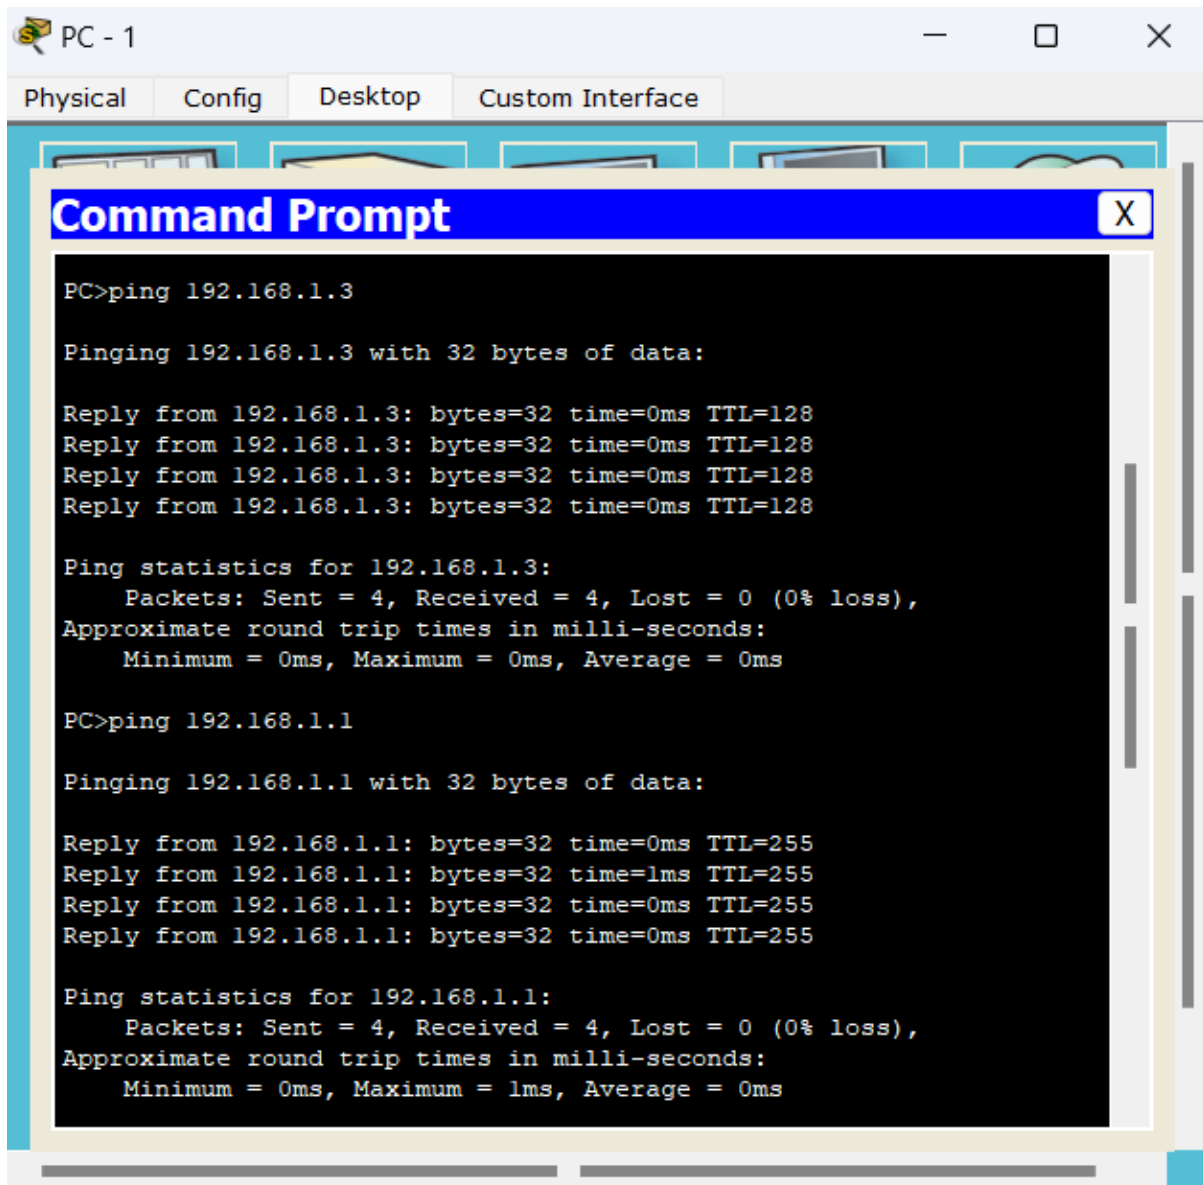 PC - 1
Physical Config Desktop Custom Interface
Command Prompt X
PC>ping 192.168.1.3
Pinging 192.168.1.3 with 32 bytes of data:
Reply from 192.168.1.3: bytes=32 time=0ms TTL=128
Reply from 192.168.1.3: bytes=32 time=0ms TTL=128
Reply from 192.168.1.3: bytes=32 time=0ms TTL=128
Reply from 192.168.1.3: bytes=32 time=0ms TTL=128
Ping statistics for 192.168.1.3:
Packets: Sent = 4, Received = 4, Lost = 0 (0% loss),
Approximate round trip times in milli-seconds:
Minimum = 0ms, Maximum = 0ms, Average = 0ms
PC>ping 192.168.1.1
Pinging 192.168.1.1 with 32 bytes of data:
Reply from 192.168.1.1: bytes=32 time=0ms TTL=255
Reply from 192.168.1.1: bytes=32 time=1ms TTL=255
Reply from 192.168.1.1: bytes=32 time=0ms TTL=255
Reply from 192.168.1.1: bytes=32 time=0ms TTL=255
Ping statistics for 192.168.1.1:
Packets: Sent = 4, Received = 4, Lost = 0 (0% loss),
Approximate round trip times in milli-seconds:
Minimum = 0ms, Maximum = 1ms, Average = 0ms